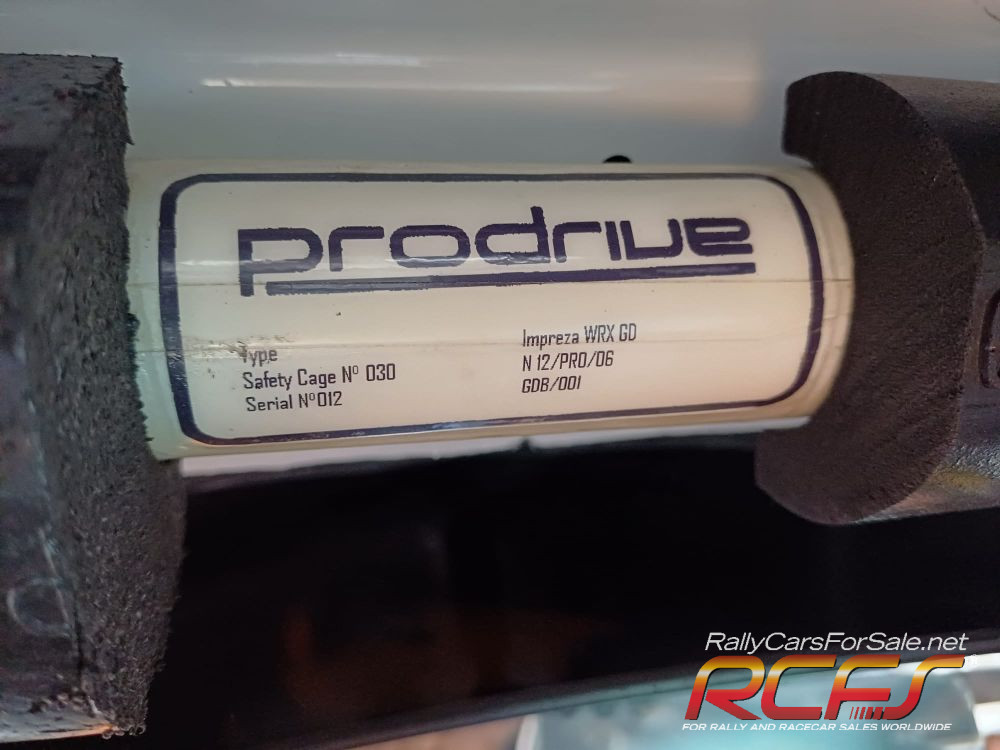 prodrive
Type
Impreza WRX GD
Safety Cage Nº 030
N 12/PRO/06
Serial Nº012
GDB/001
RallyCarsForSale.net
RCFS
FOR RALLY AND RACECAR SALES WORLDWIDE